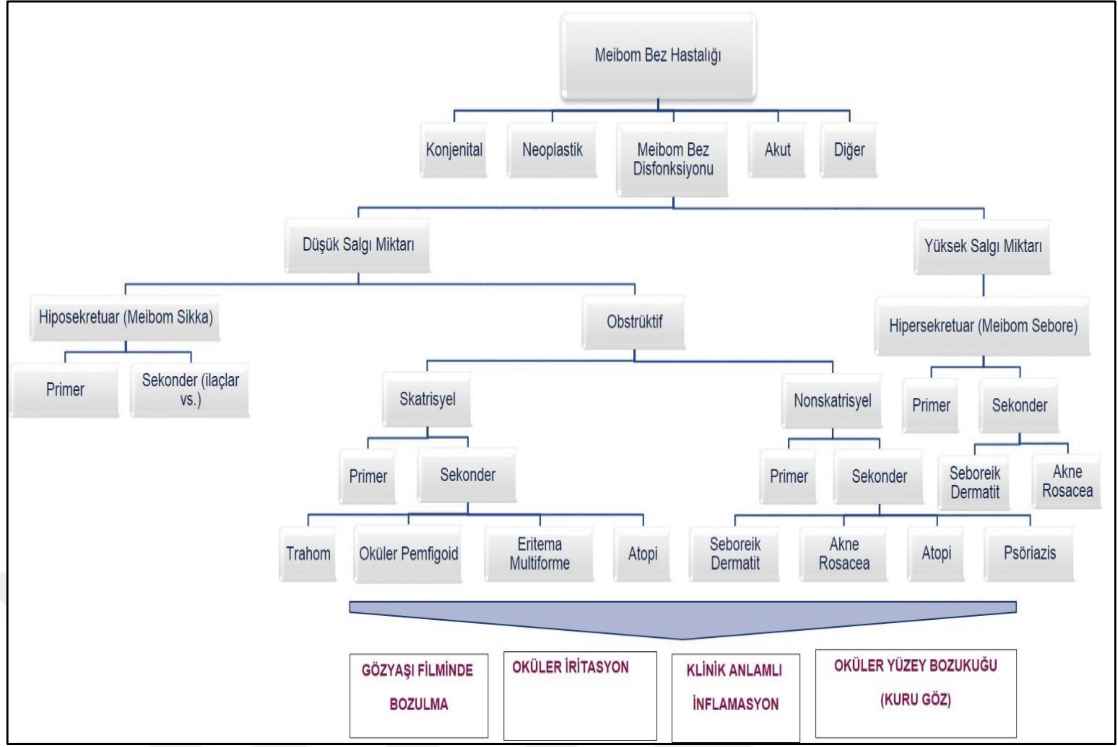 Meibom Bez Hastalığı
Konjenital
Neoplastik
Meibom Bez
Disfonksiyonu
Akut
Diğer
Düşük Salgı Miktarı
Yüksek Salgı Miktarı
Hiposekretuar (Meibom Sikka)
Obstrüktif
Hipersekretuar (Meibom Sebore)
Primer
Sekonder (ilaçlar
vs.)
Skatrisyel
Nonskatrisyel
Primer
Sekonder
Primer
Sekonder
Primer
Sekonder
Seboreik
Dermatit
Akne
Rosacea
Trahom
Oküler Pemfigoid
Eritema
Multiforme
Atopi
Seboreik
Dermatit
Akne
Rosacea
Atopi
Psöriazis
GÖZYAŞI FİLMİNDE
BOZULMA
OKÜLER İRİTASYON
KLİNİK ANLAMLI
İNFLAMASYON
OKÜLER YÜZEY BOZUKUĞU
(KURU GÖZ)